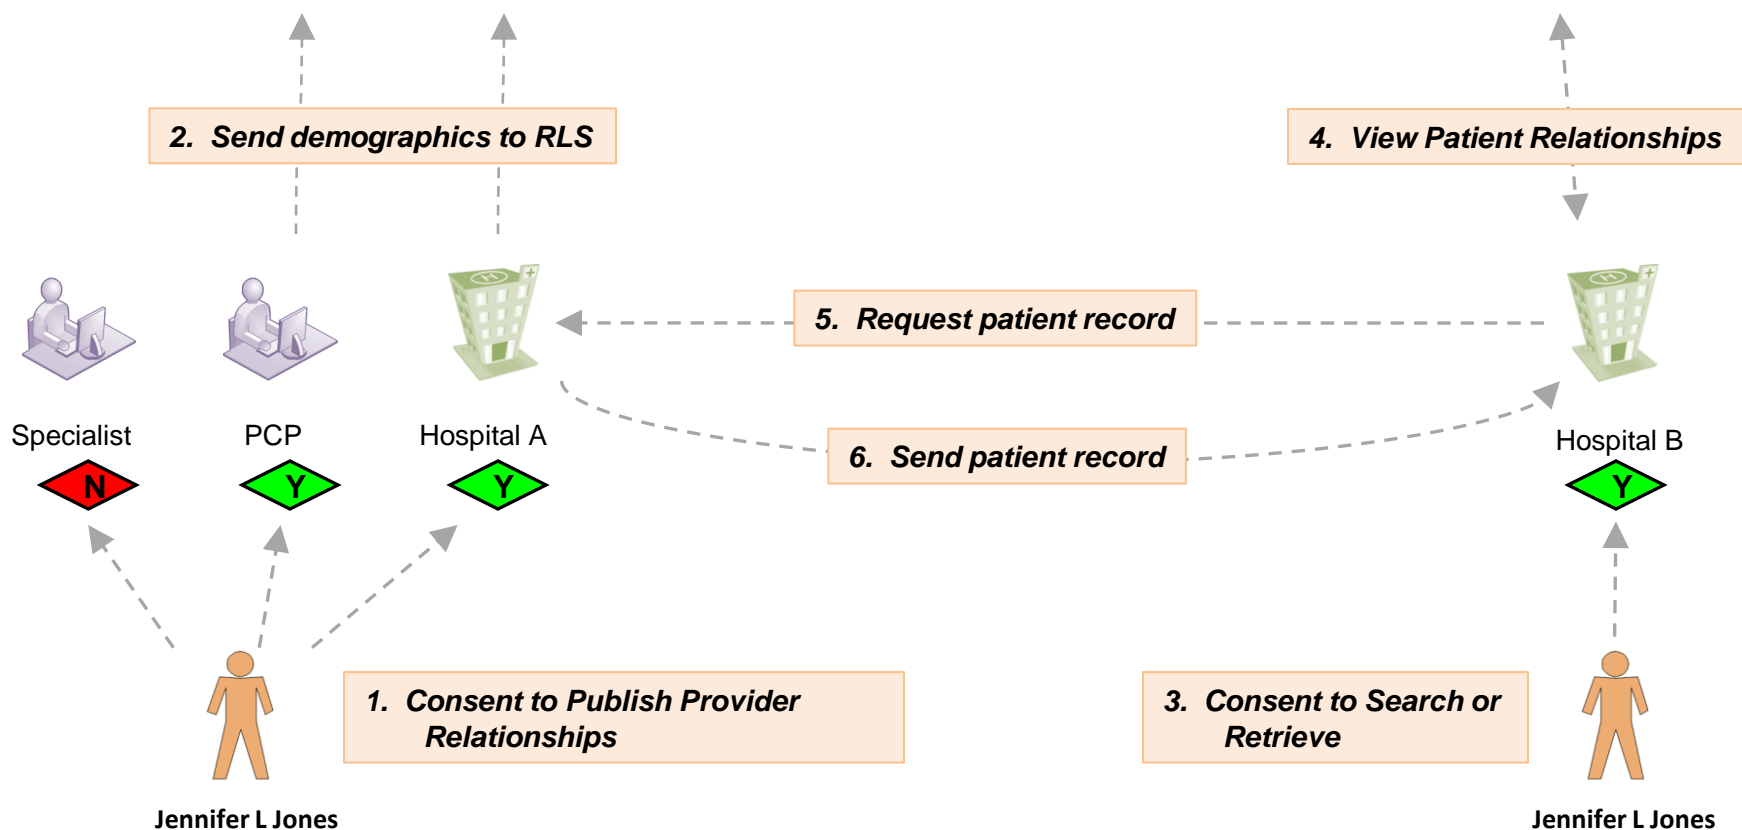 2. Send demographics to RLS
4. View Patient Relationships
H
H
5. Request patient record
Specialist
PCP
Hospital A
6. Send patient record
Hospital B
N
Y
Y
Y
1. Consent to Publish Provider
Relationships
3. Consent to Search or
Retrieve
Jennifer L Jones
Jennifer L Jones